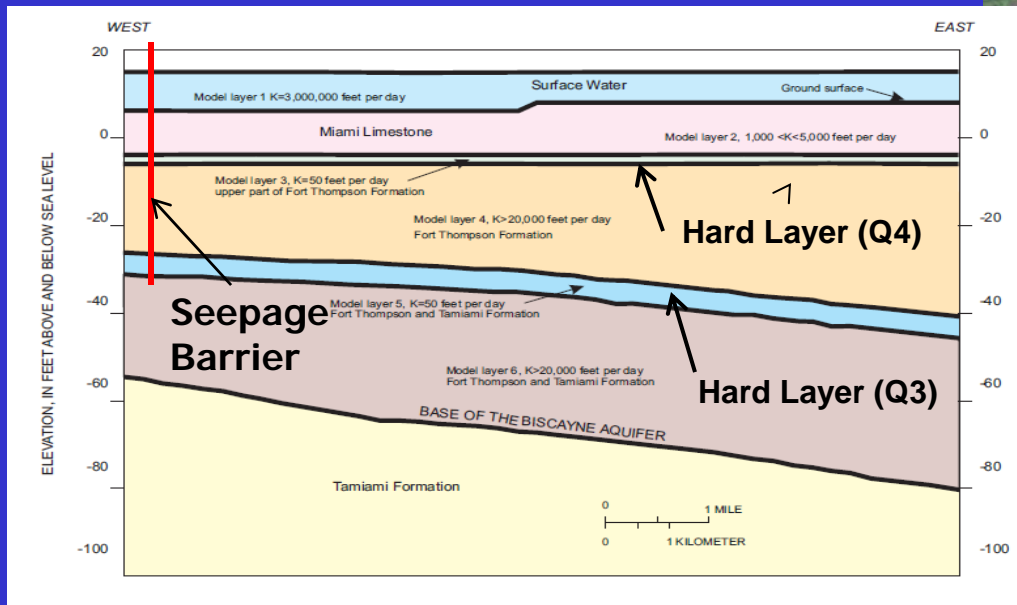 WEST
EAST
20
20
Surface Water
Ground surface
Model layer 1 K=3,000,000 feet per day
Miami Limestone
Model layer 2, 1,000 <K<5,000 feet per day
0
0
Model layer 3, K=50 feet per day
upper part of Fort Thompson Formation
Model layer 4, K>20,000 feet per day
Fort Thompson Formation
-20
-20
Hard Layer (Q4)
ELEVATION, IN FEET ABOVE AND BELOW SEA LEVEL
-40
-40
Seepage
Barrier
Model layer 5, K=50 feet per day
Fort Thompson and Tamiami Formation
Model layer 6, K>20,000 feet per day
Fort Thompson and Tamiami Formation
Hard Layer (Q3)
-60
-60
BASE OF THE BISCAYNE AQUIFER
-80
-80
Tamiami Formation
0 1 MILE
0 1 KILOMETER
-100
-100